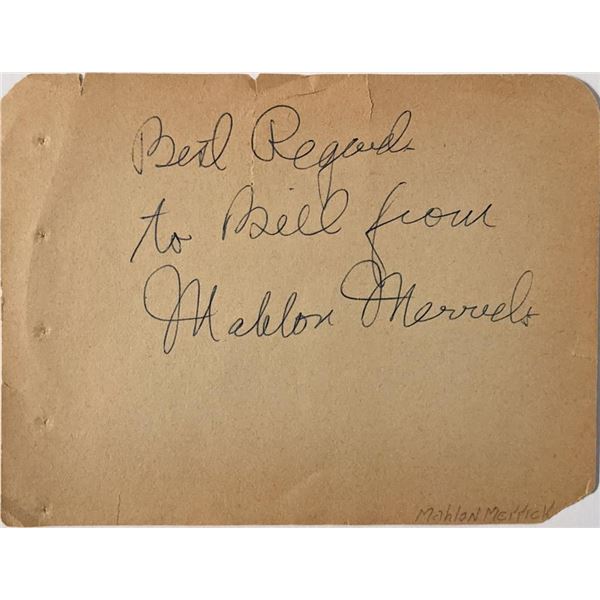 Best Regards
to Bill from
Mahlon Merrick
Mahlon Merrick